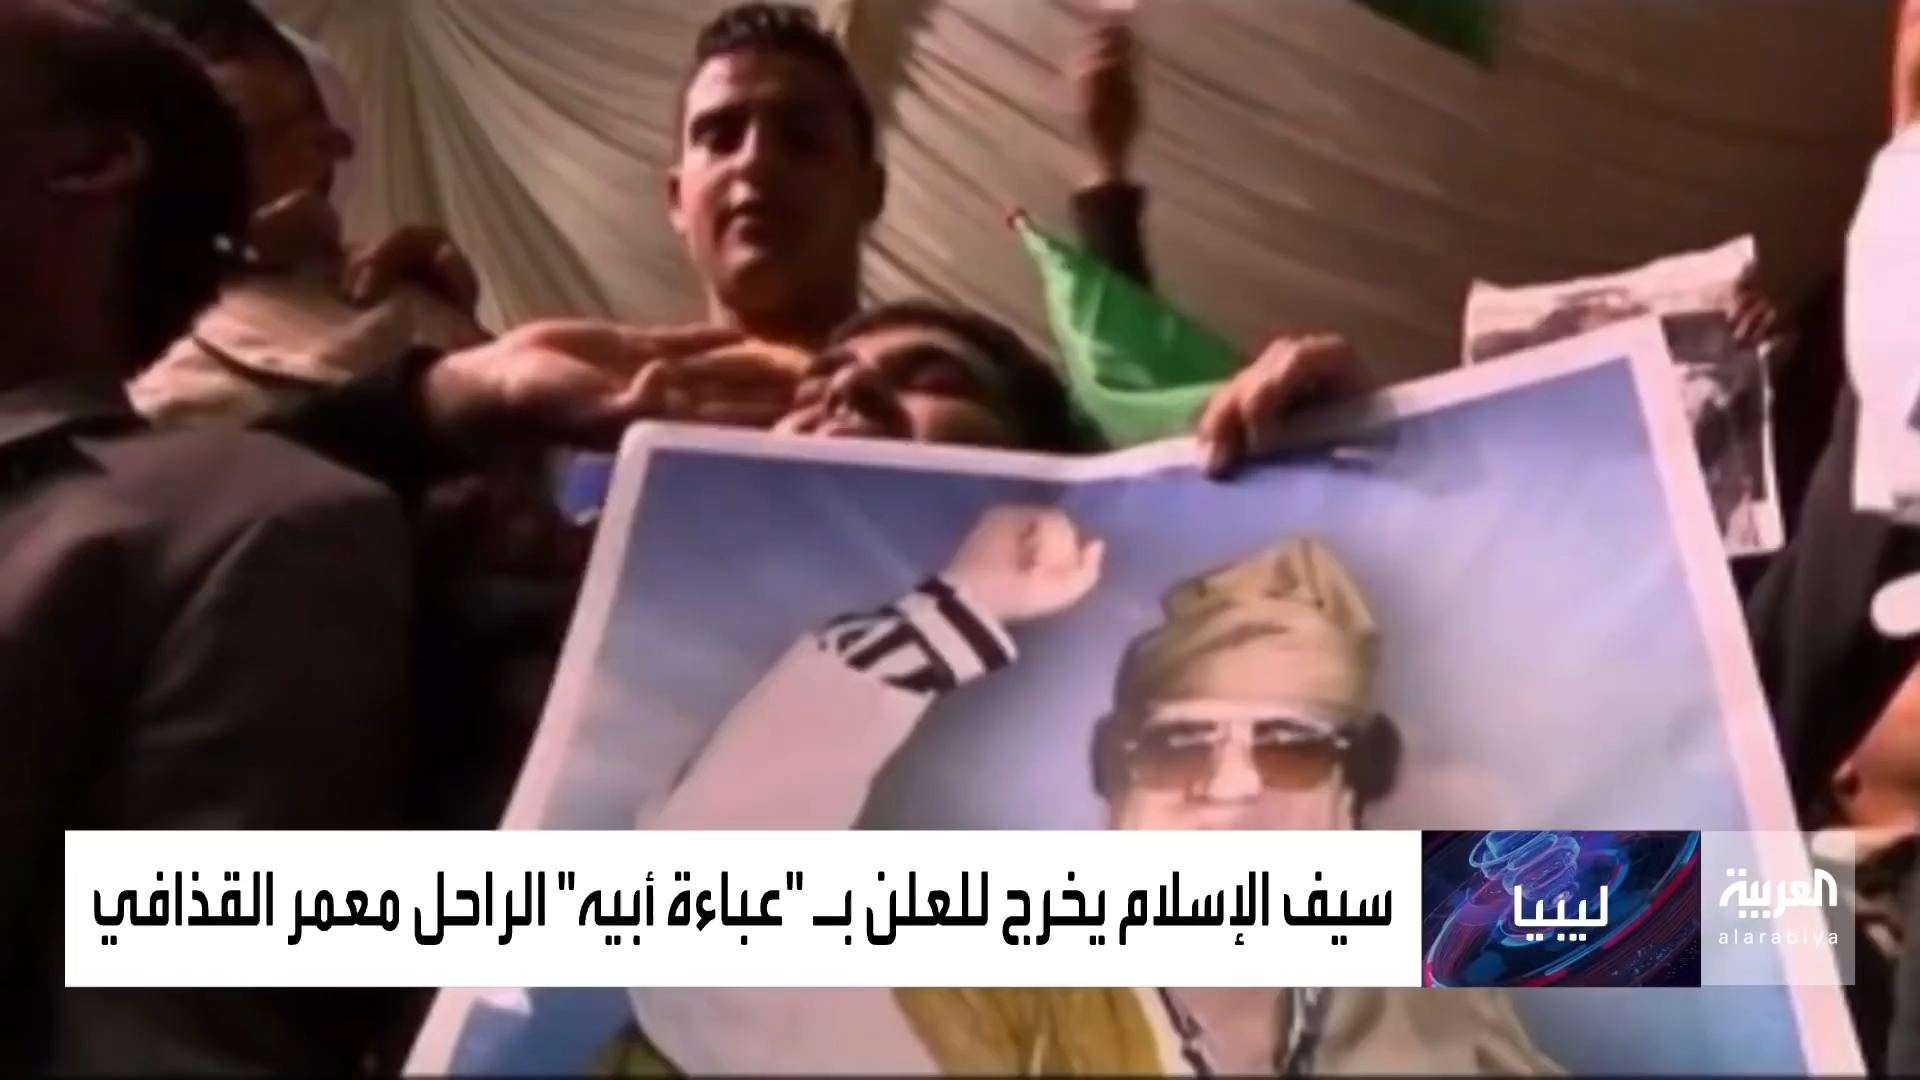 سيف الإسلام يخرج للعلن بـ "عباءة أبيه" الراحل معمر القذافي
ليبيا
العربية
alarabiya